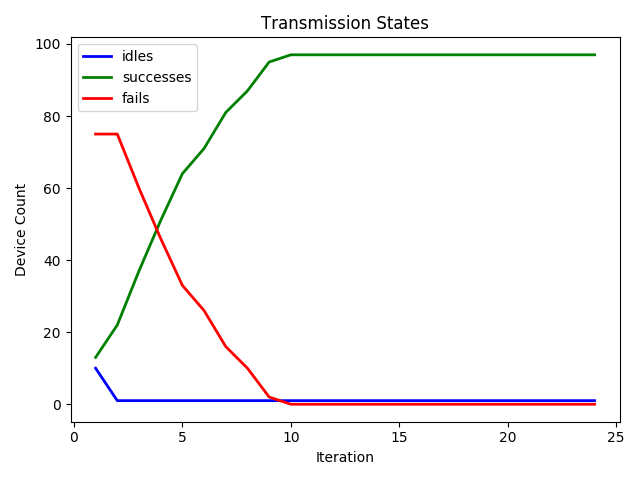 Transmission States
100
80
60
40
20
0
Device Count
idles
successes
fails
0
5
10
15
20
25
Iteration